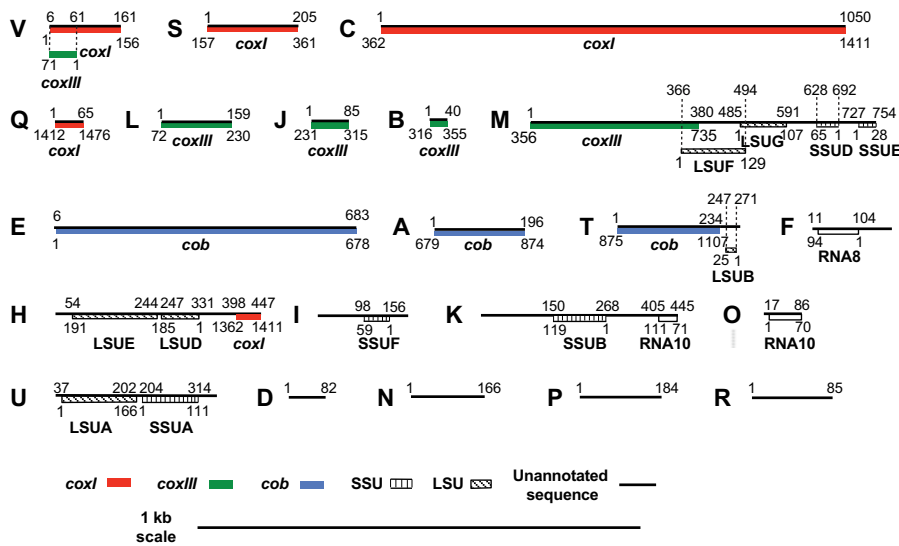 V 6 61 161 1 coxI 156 71 1 coxIII
S 1 205 157 coxI 361
C 1 1050 362 coxI 1411
Q 1 65 1412 1476 coxI
L 1 159 72 coxIII 230
J 1 85 231 315 coxIII
B 1 40 316 355 coxIII
M 1 366 380 485 494 591 628 692 727 754 356 coxIII 735 1 LSUG 107 65 1 1 28 SSUD SSUE 1 LSUF 129
E 6 683 1 cob 678
A 1 196 679 cob 874
T 1 234 247 271 875 cob 1107 25 1 LSUB
F 11 104 94 1 RNA8
H 54 244 247 331 398 447 191 185 1 1362 1411 LSUE LSUD coxI
I 98 156 59 1 SSUF
K 150 268 405 445 119 1 111 71 SSUB RNA10
O 17 86 1 70 RNA10
U 37 202 204 314 1 166 1 111 LSUA SSUA
D 1 82
N 1 166
P 1 184
R 1 85
coxI coxIII cob SSU LSU Unannotated sequence
1 kb scale